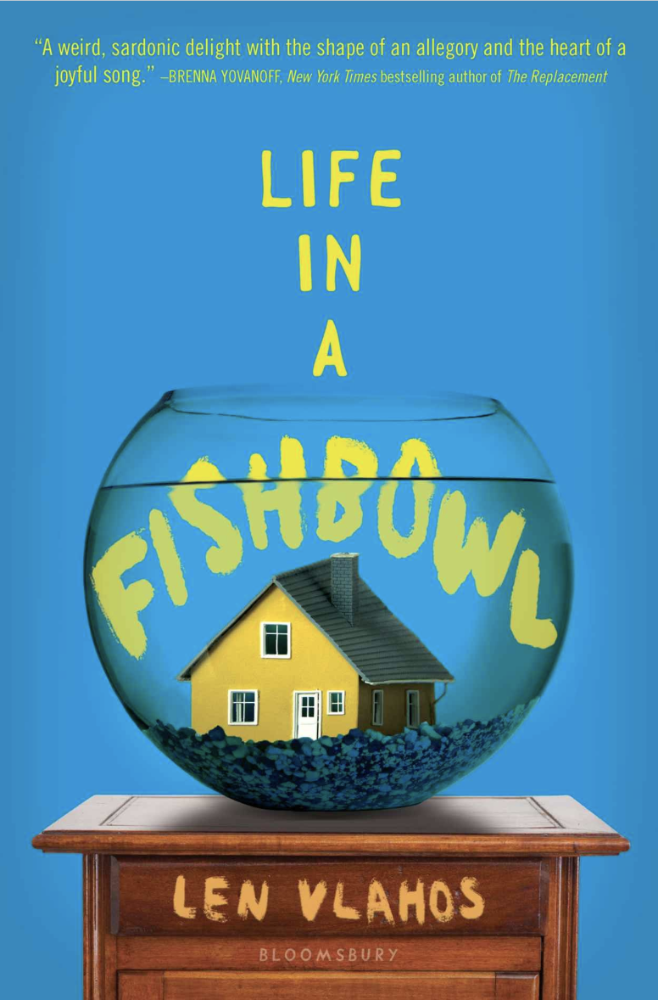 “A weird, sardonic delight with the shape of an allegory and the heart of a
joyful song.” –BRENNA YOVANOFF, New York Times bestselling author of The Replacement
LIFE
IN
A
FISHBOWL
LEN VLAHOS
BLOOMSBURY